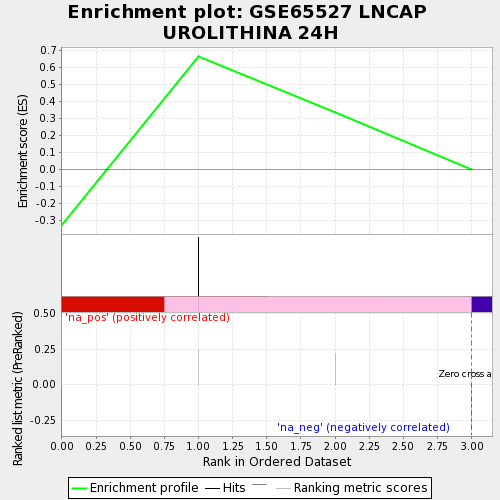 Enrichment plot: GSE65527 LNCAP
UROLITHINA 24H
Enrichment score (ES)
0.7
0.6
0.5
0.4
0.3
0.2
0.1
0.0
-0.1
-0.2
-0.3
Ranked list metric (PreRanked)
0.50
0.25
0.00
-0.25
'na_pos' (positively correlated)
Zero cross a
'na_neg' (negatively correlated)
0.00 0.25 0.50 0.75 1.00 1.25 1.50 1.75 2.00 2.25 2.50 2.75 3.00
Rank in Ordered Dataset
Enrichment profile Hits Ranking metric scores